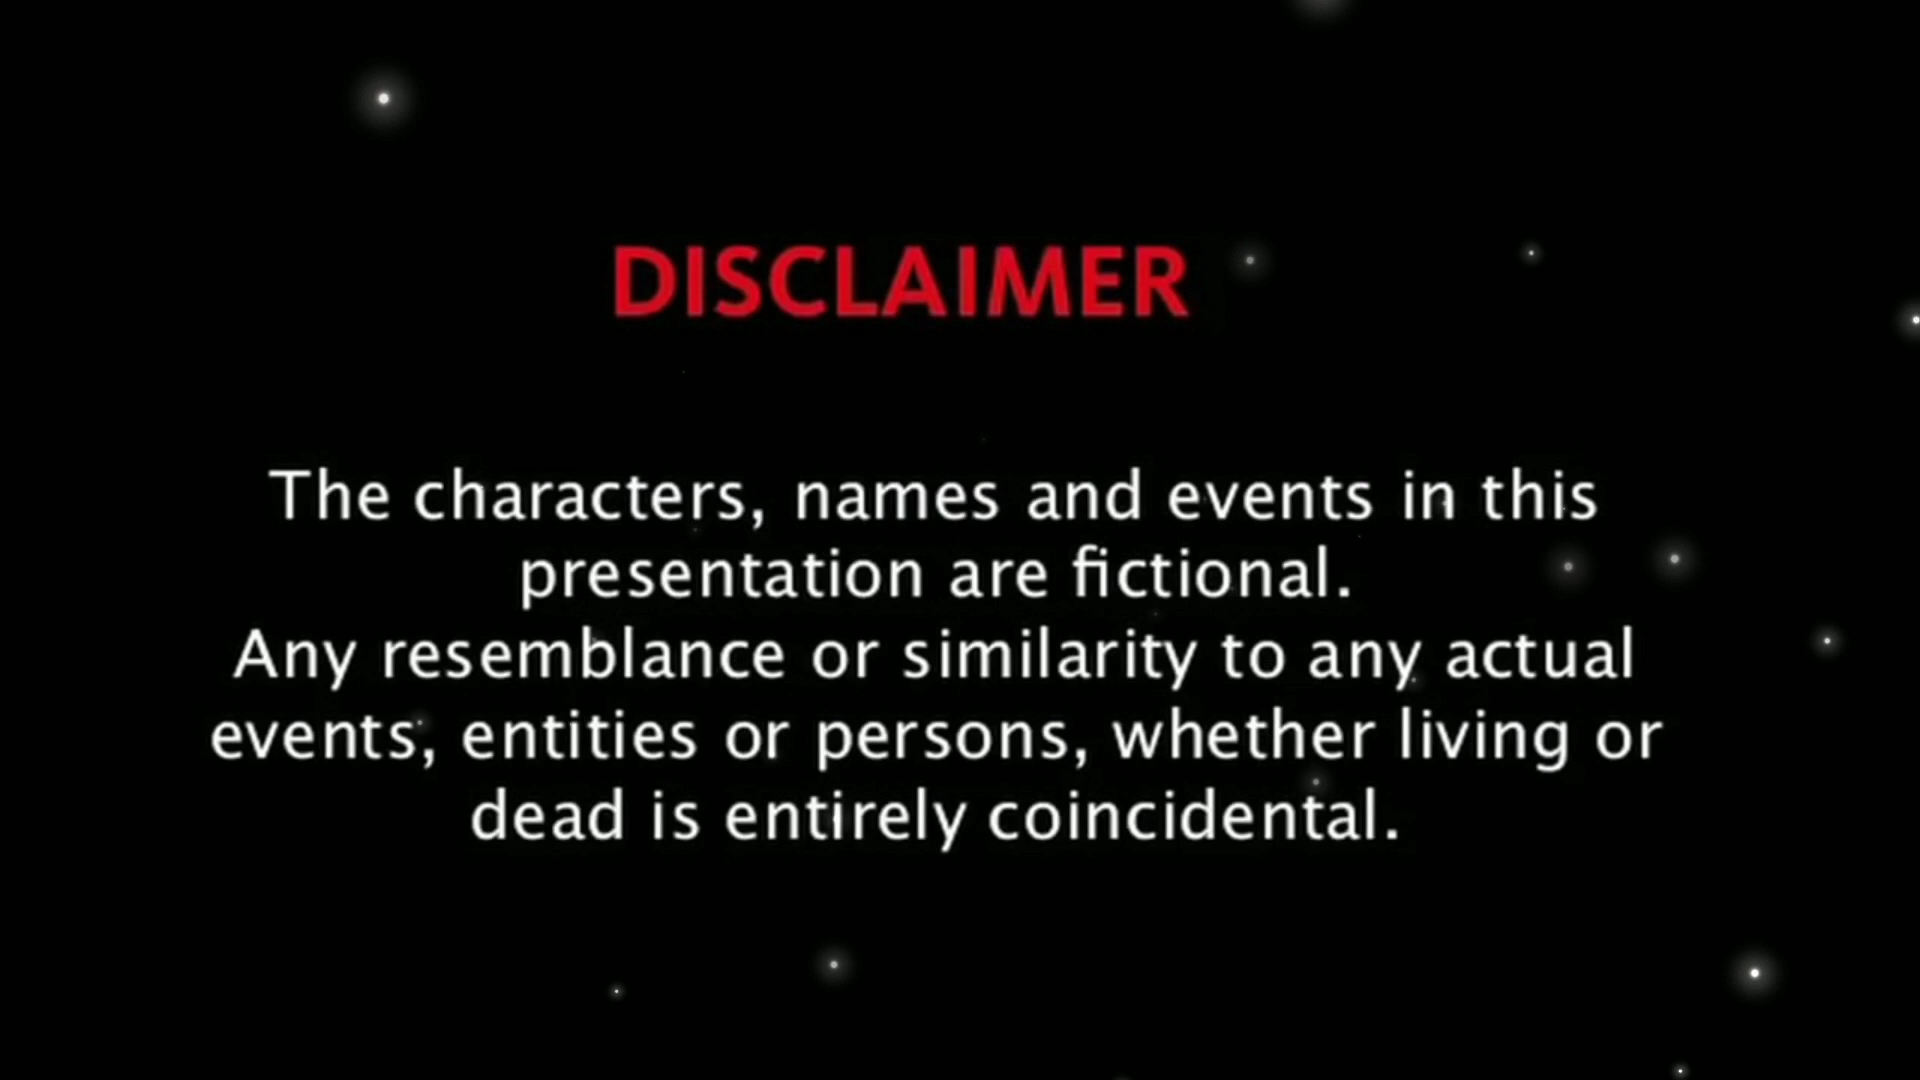 DISCLAIMER
The characters, names and events in this
presentation are fictional.
Any resemblance or similarity to any actual
events, entities or persons, whether living or
dead is entirely coincidental.